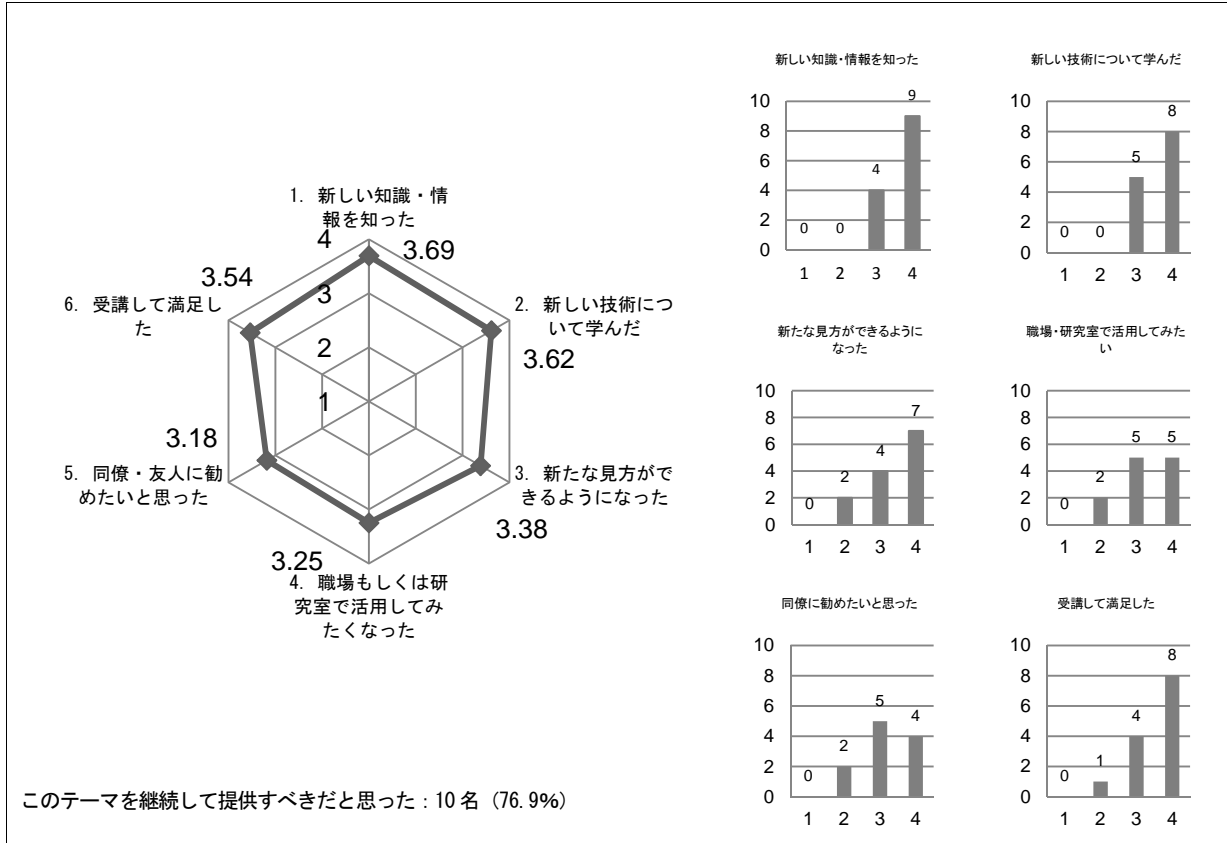 1. 新しい知識・情
報を知った
4
3.69
3.54
3
6. 受講して満足し
た
2. 新しい技術につ
いて学んだ
2
3.62
1
3.18
5. 同僚・友人に勧
めたいと思った
3. 新たな見方がで
きるようになった
3.38
3.25
4. 職場もしくは研
究室で活用してみ
たくなった
このテーマを継続して提供すべきだと思った：10 名 (76.9%)
新しい知識・情報を知った
10
8
6
4
2
0
0 0 4 9
1 2 3 4
新しい技術について学んだ
10
8
6
4
2
0
0 0 5 8
1 2 3 4
新たな見方ができるように
なった
10
8
6
4
2
0
0 2 4 7
1 2 3 4
職場・研究室で活用してみた
い
10
8
6
4
2
0
0 2 5 5
1 2 3 4
同僚に勧めたいと思った
10
8
6
4
2
0
0 2 5 4
1 2 3 4
受講して満足した
10
8
6
4
2
0
0 1 4 8
1 2 3 4